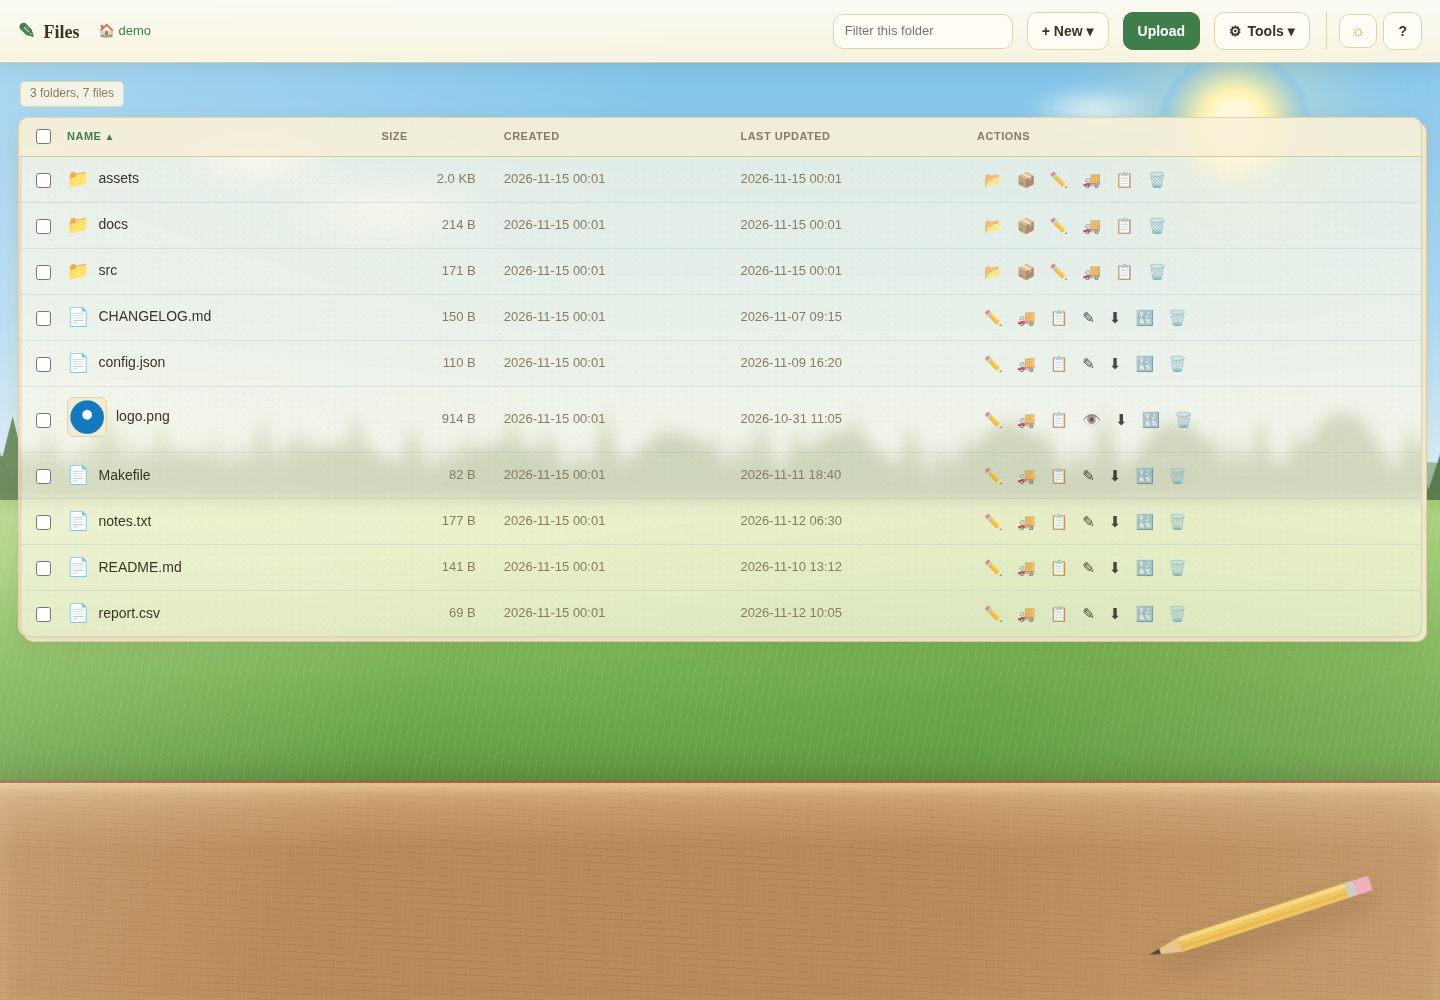 Files
demo
Filter this folder
+ New ▾
Upload
Tools ▾
?
3 folders, 7 files
NAME ▲ SIZE CREATED LAST UPDATED ACTIONS
assets 2.0 KB 2026-11-15 00:01 2026-11-15 00:01
docs 214 B 2026-11-15 00:01 2026-11-15 00:01
src 171 B 2026-11-15 00:01 2026-11-15 00:01
CHANGELOG.md 150 B 2026-11-15 00:01 2026-11-07 09:15
config.json 110 B 2026-11-15 00:01 2026-11-09 16:20
logo.png 914 B 2026-11-15 00:01 2026-10-31 11:05
Makefile 82 B 2026-11-15 00:01 2026-11-11 18:40
notes.txt 177 B 2026-11-15 00:01 2026-11-12 06:30
README.md 141 B 2026-11-15 00:01 2026-11-10 13:12
report.csv 69 B 2026-11-15 00:01 2026-11-12 10:05